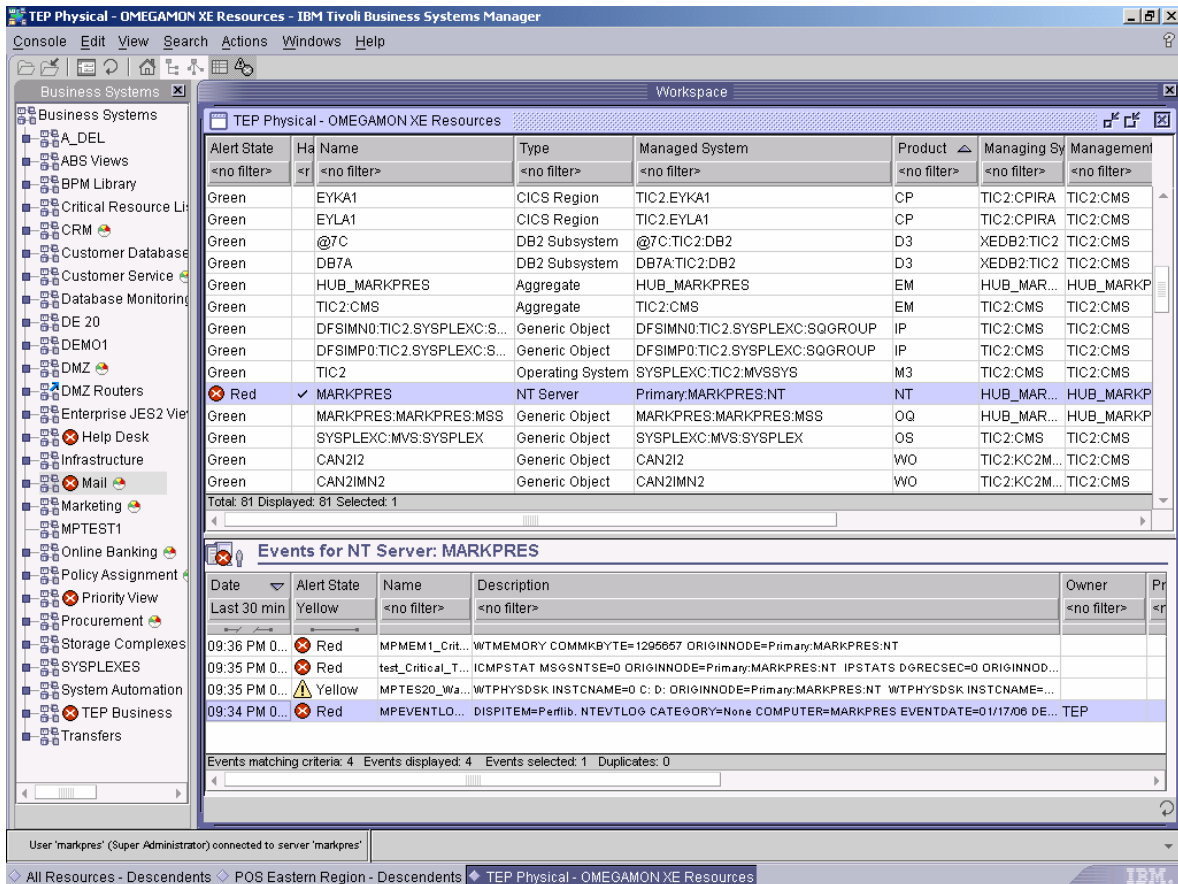 TEP Physical - OMEGAMON XE Resources - IBM Tivoli Business Systems Manager
Console Edit View Search Actions Windows Help
Business Systems
Business Systems
A_DEL
ABS Views
BPM Library
Critical Resource Li
CRM
Customer Database
Customer Service
Database Monitoring
DE 20
DEMO1
DMZ
DMZ Routers
Enterprise JES2 Vie
Help Desk
Infrastructure
Mail
Marketing
MPTEST1
Online Banking
Policy Assignment
Priority View
Procurement
Storage Complexes
SYSPLEXES
System Automation
TEP Business
Transfers
Workspace
TEP Physical - OMEGAMON XE Resources
Alert State Ha Name Type Managed System Product Managing Sy Management
<no filter> <r <no filter> <no filter> <no filter> <no filter> <no filter> <no filter>
Green EYKA1 CICS Region TIC2.EYKA1 CP TIC2:CPIRA TIC2:CMS
Green EYLA1 CICS Region TIC2.EYLA1 CP TIC2:CPIRA TIC2:CMS
Green @7C DB2 Subsystem @7C:TIC2:DB2 D3 XEDB2:TIC2 TIC2:CMS
Green DB7A DB2 Subsystem DB7A:TIC2:DB2 D3 XEDB2:TIC2 TIC2:CMS
Green HUB_MARKPRES Aggregate HUB_MARKPRES EM HUB_MAR... HUB_MARKP
Green TIC2:CMS Aggregate TIC2:CMS EM TIC2:CMS TIC2:CMS
Green DFSIMN0:TIC2.SYSPLEXC:S... Generic Object DFSIMN0:TIC2.SYSPLEXC:SQGROUP IP TIC2:CMS TIC2:CMS
Green DFSIMP0:TIC2.SYSPLEXC:S... Generic Object DFSIMP0:TIC2.SYSPLEXC:SQGROUP IP TIC2:CMS TIC2:CMS
Green TIC2 Operating System SYSPLEXC:TIC2:MVSSYS M3 TIC2:CMS TIC2:CMS
Red MARKPRES NT Server Primary:MARKPRES:NT NT HUB_MAR... HUB_MARKP
Green MARKPRES:MARKPRES:MSS Generic Object MARKPRES:MARKPRES:MSS OQ HUB_MAR... HUB_MARKP
Green SYSPLEXC:MVS:SYSPLEX Generic Object SYSPLEXC:MVS:SYSPLEX OS TIC2:CMS TIC2:CMS
Green CAN2I2 Generic Object CAN2I2 WO TIC2:KC2M... TIC2:CMS
Green CAN2IMN2 Generic Object CAN2IMN2 WO TIC2:KC2M... TIC2:CMS
Total: 81 Displayed: 81 Selected: 1
Events for NT Server: MARKPRES
Date Alert State Name Description Owner Pr
Last 30 min Yellow <no filter> <no filter> <no filter> <r
09:36 PM 0... Red MPMEM1_Crit... WTMEMORY COMMKBYTE=1295657 ORIGINNODE=Primary:MARKPRES:NT
09:35 PM 0... Red test_Critical_T... ICMPSTAT MSGSNTSE=0 ORIGINNODE=Primary:MARKPRES:NT IPSTATS DGRECSEC=0 ORIGINNOD...
09:35 PM 0... Yellow MPTES20_Wa... WTPHYSDSK INSTCNAME=0 C: D: ORIGINNODE=Primary:MARKPRES:NT WTPHYSDSK INSTCNAME=...
09:34 PM 0... Red MPEVENTLO... DISPITEM=Perflib. NTEVTLOG CATEGORY=None COMPUTER=MARKPRES EVENTDATE=01/17/06 DE... TEP
Events matching criteria: 4 Events displayed: 4 Events selected: 1 Duplicates: 0
User 'markpres' (Super Administrator) connected to server 'markpres'
All Resources - Descendents POS Eastern Region - Descendents TEP Physical - OMEGAMON XE Resources IBM.